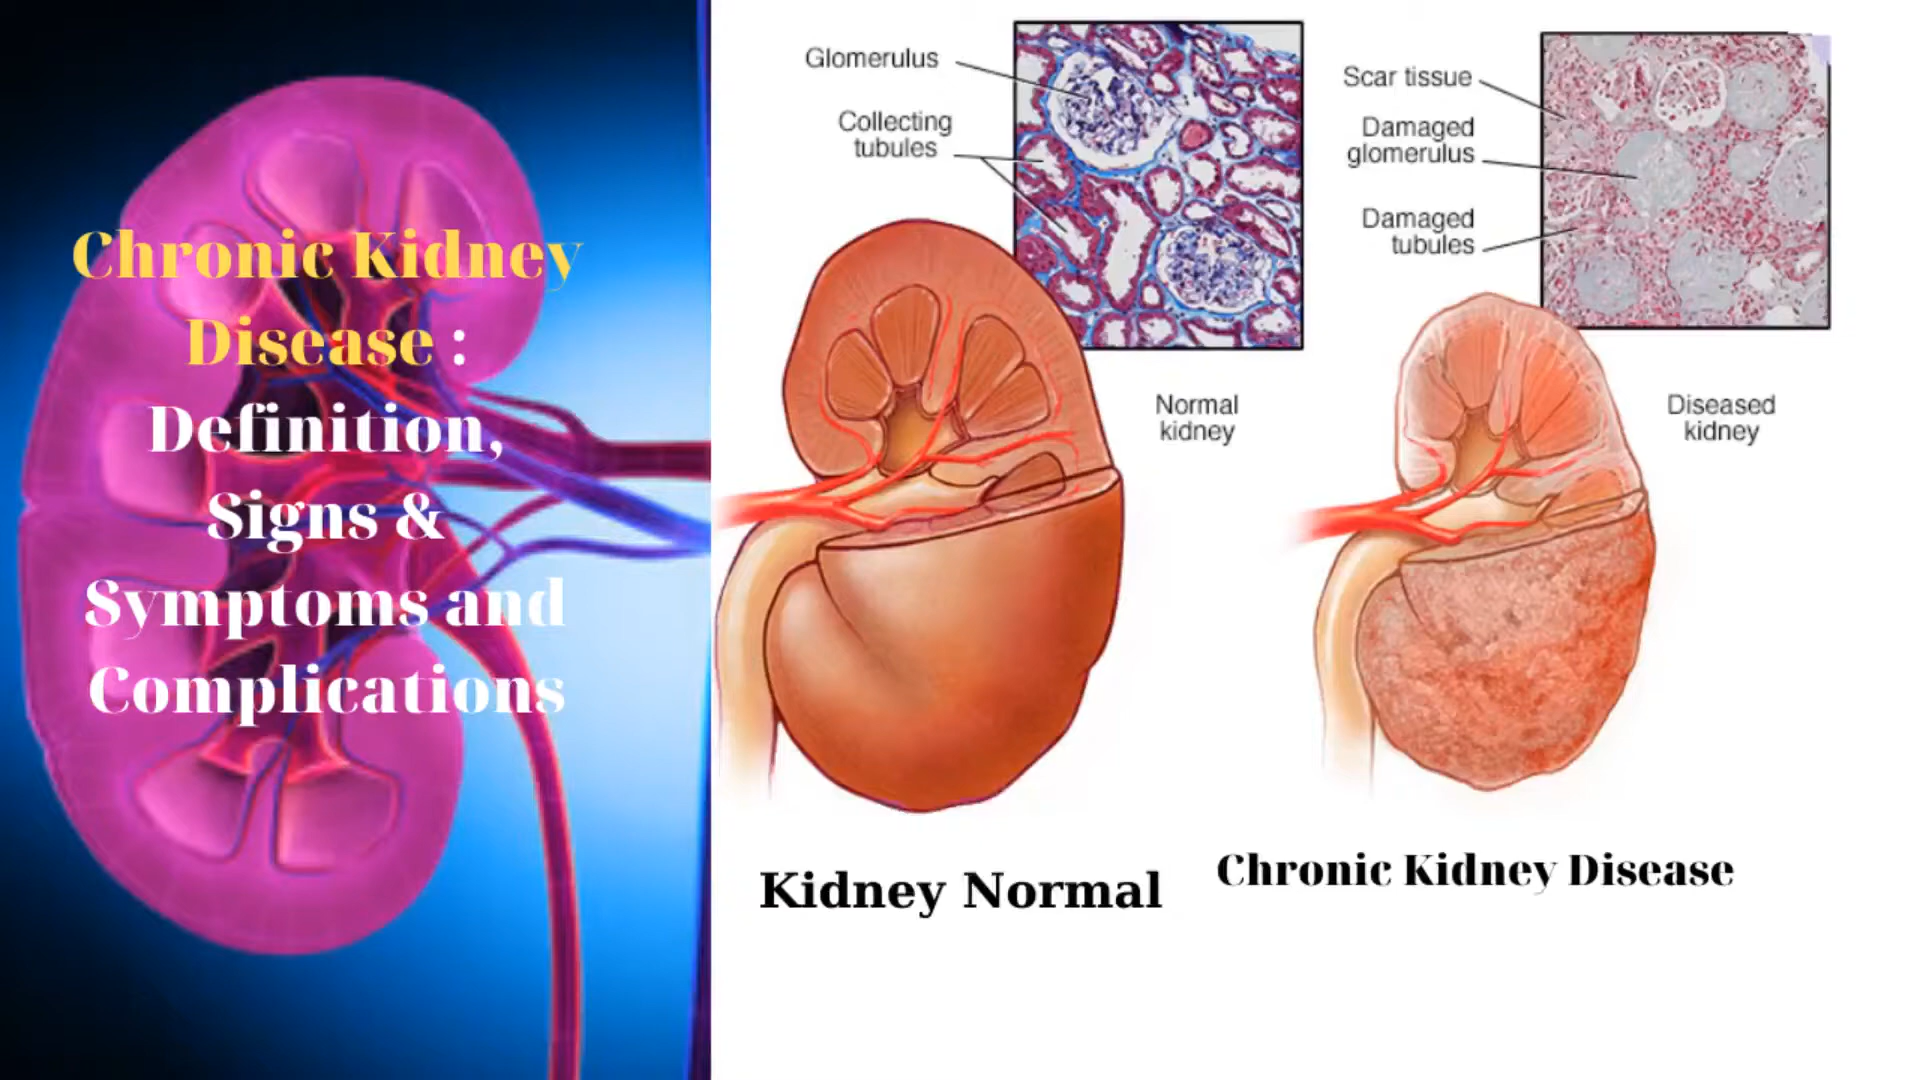 Chronic Kidney
Disease :
Definition,
Signs &
Symptoms and
Complications
Glomerulus
Collecting
tubules
Normal
kidney
Kidney Normal
Scar tissue
Damaged
glomerulus
Damaged
tubules
Diseased
kidney
Chronic Kidney Disease